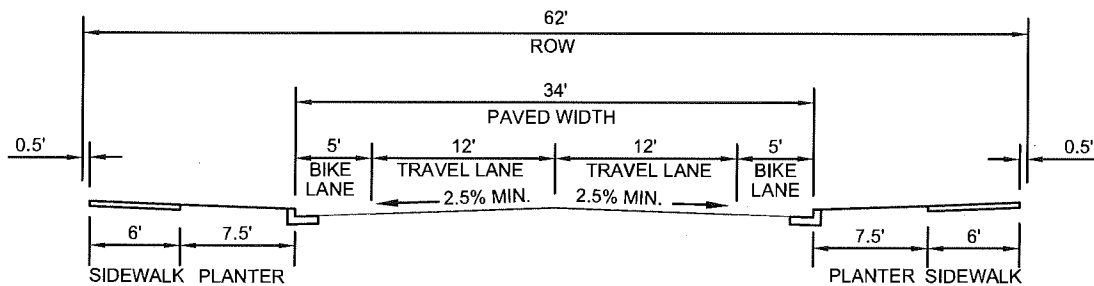 62'
ROW
34'
PAVED WIDTH
0.5'
5'
12'
12'
5'
0.5'
BIKE LANE
TRAVEL LANE
TRAVEL LANE
BIKE LANE
2.5% MIN.
2.5% MIN.
6'
7.5'
7.5'
6'
SIDEWALK
PLANTER
PLANTER
SIDEWALK